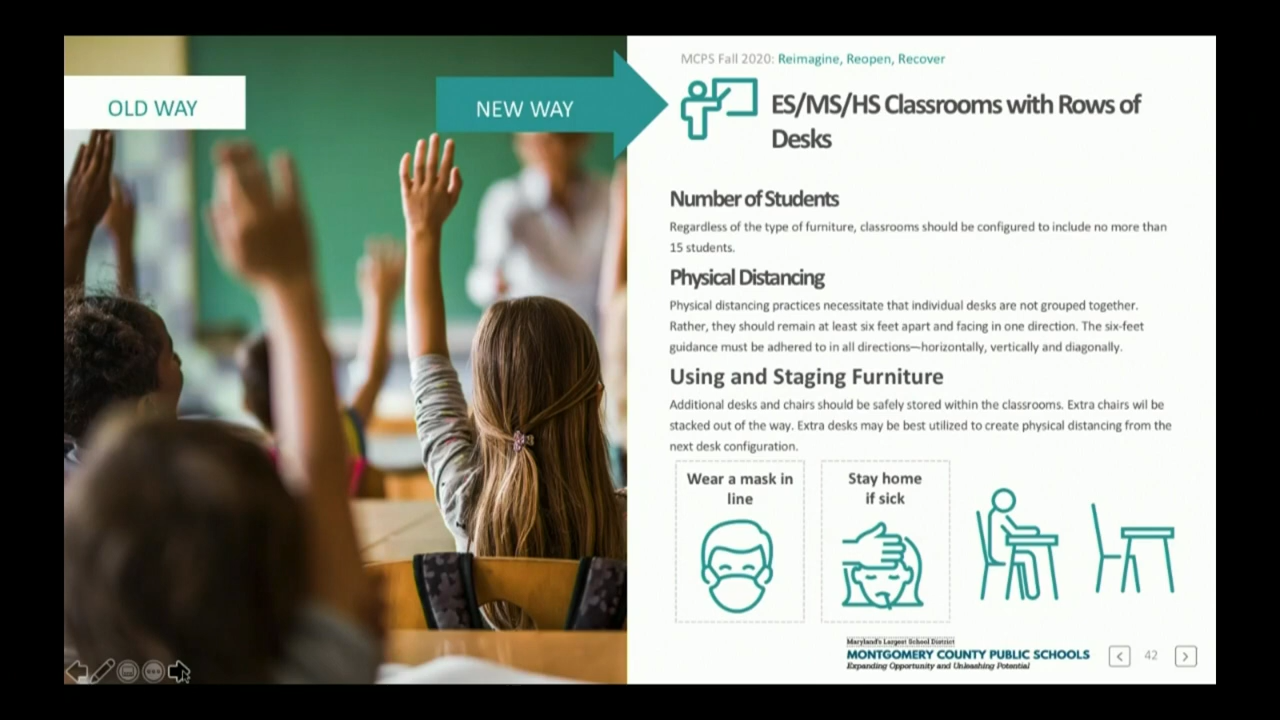 OLD WAY
NEW WAY
MCPS Fall 2020: Reimagine, Reopen, Recover
ES/MS/HS Classrooms with Rows of
Desks
Number of Students
Regardless of the type of furniture, classrooms should be configured to include no more than
15 students.
Physical Distancing
Physical distancing practices necessitate that individual desks are not grouped together.
Rather, they should remain at least six feet apart and facing in one direction. The six-feet
guidance must be adhered to in all directions—horizontally, vertically and diagonally.
Using and Staging Furniture
Additional desks and chairs should be safely stored within the classrooms. Extra chairs wil be
stacked out of the way. Extra desks may be best utilized to create physical distancing from the
next desk configuration.
Wear a mask in
line
Stay home
if sick
Maryland's Largest School District
MONTGOMERY COUNTY PUBLIC SCHOOLS
Expanding Opportunity and Unleashing Potential
< 42 >